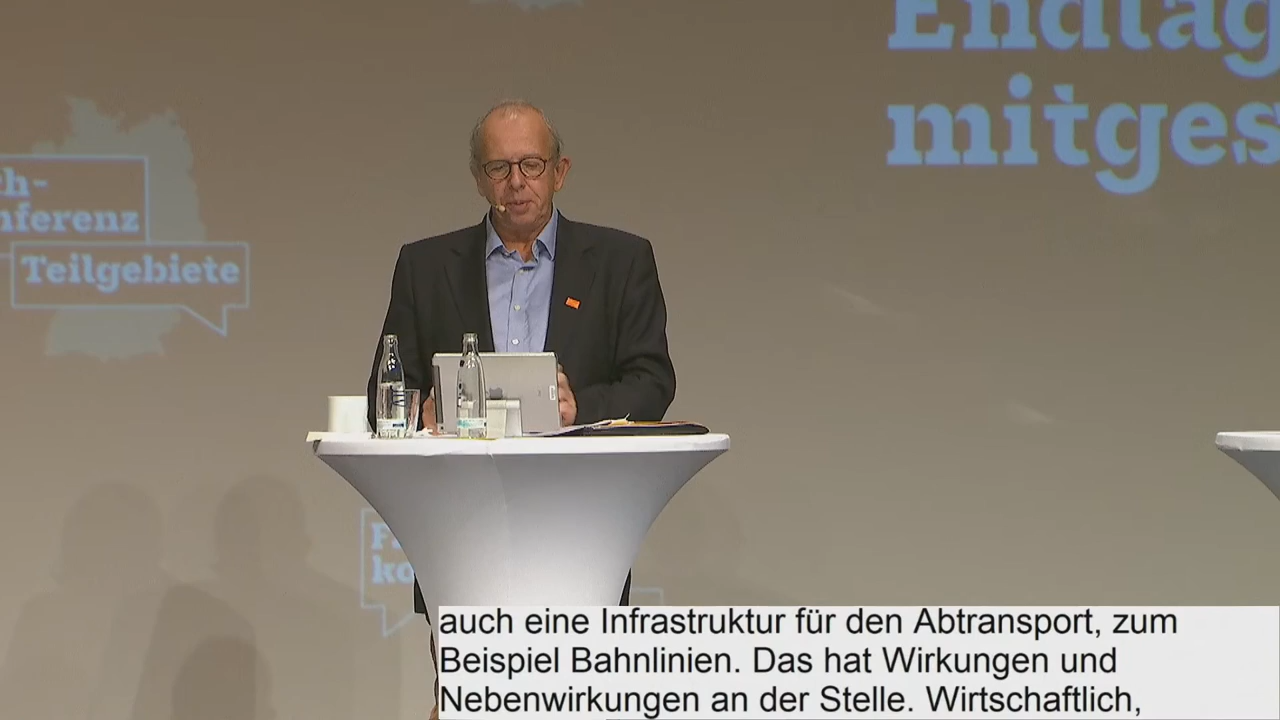 Endlag
mitges
ch-
nferenz
Teilgebiete
F
ko
auch eine Infrastruktur für den Abtransport, zum
Beispiel Bahnlinien. Das hat Wirkungen und
Nebenwirkungen an der Stelle. Wirtschaftlich,